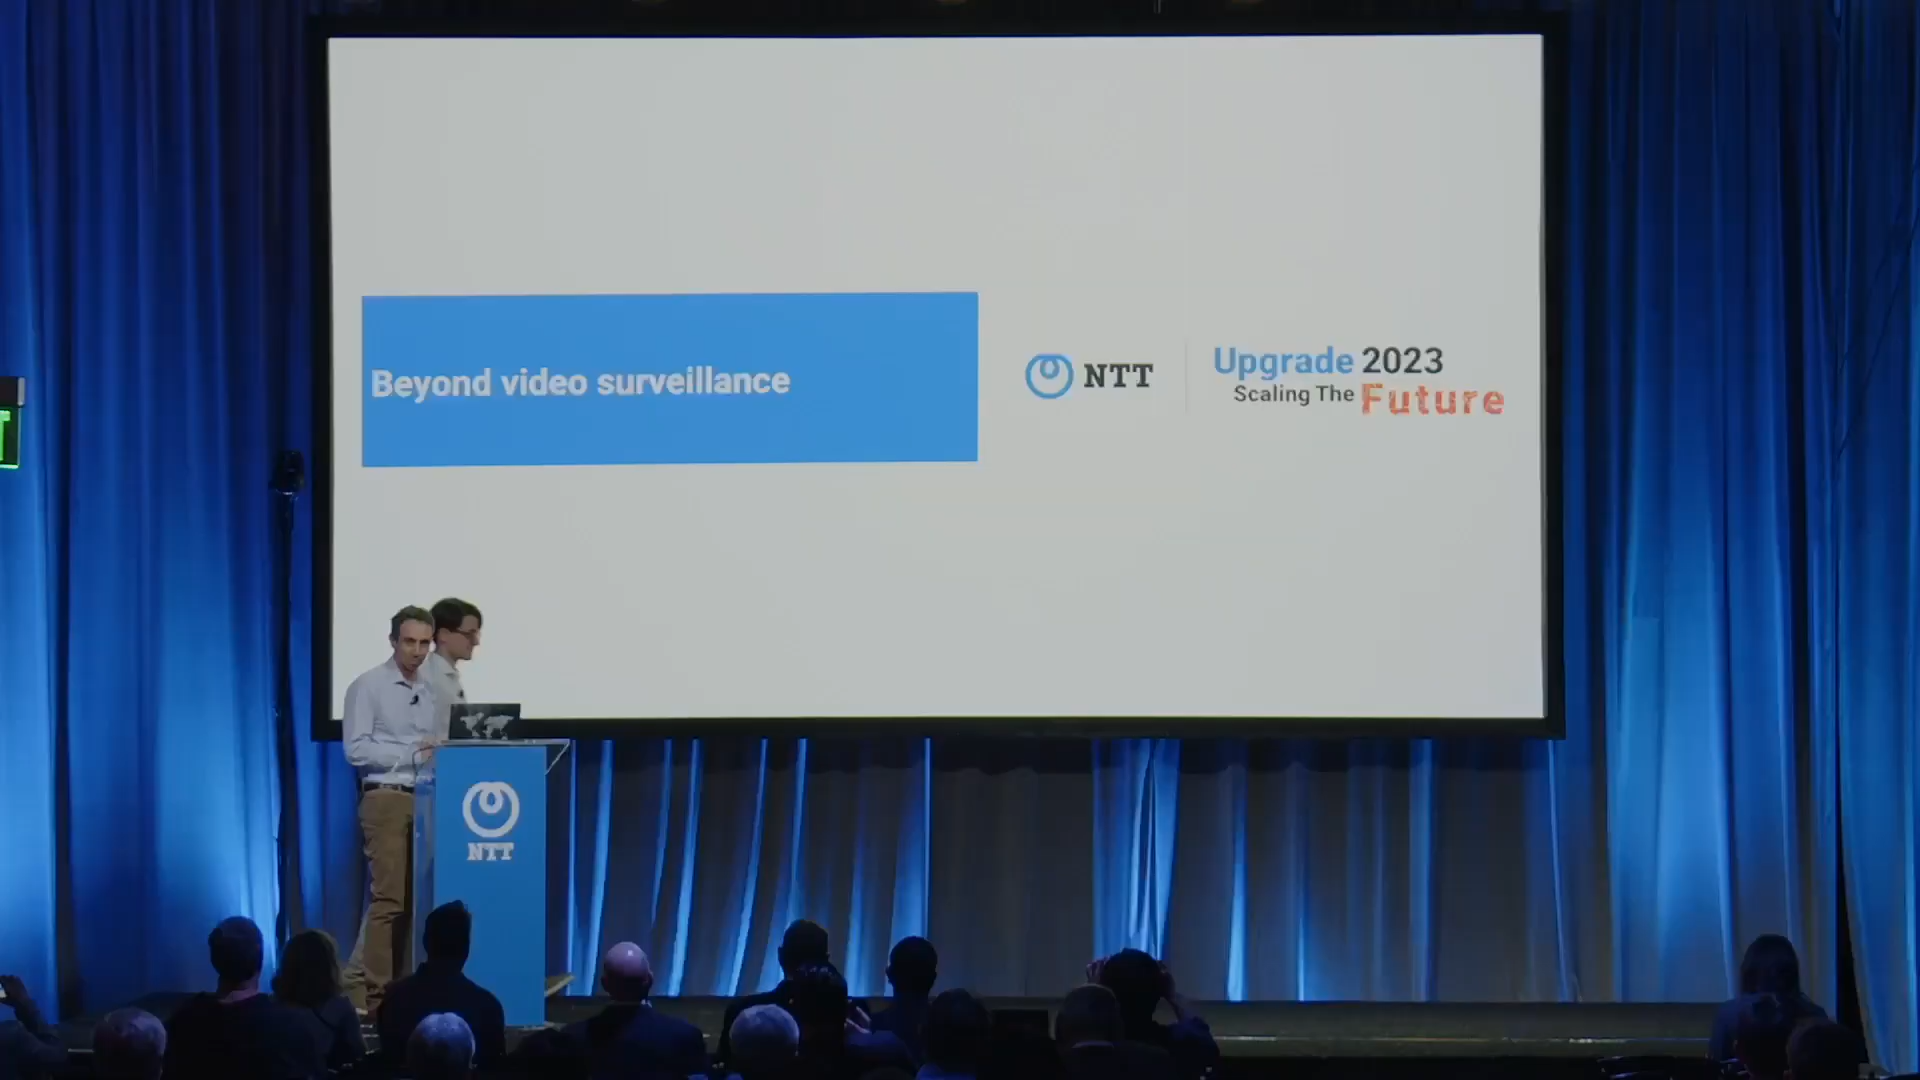 Beyond video surveillance
NTT
Upgrade 2023
Scaling The Future
NTT